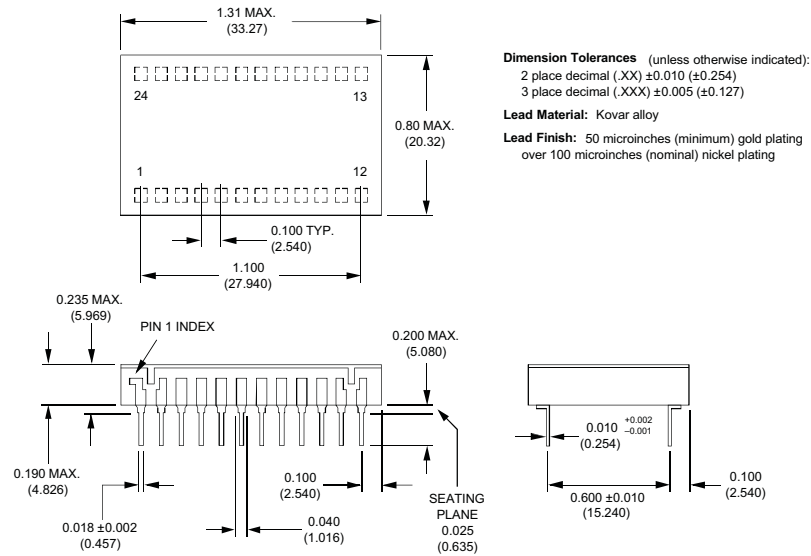 1.31 MAX.
(33.27)
Dimension Tolerances (unless otherwise indicated):
2 place decimal (.XX) ±0.010 (±0.254)
3 place decimal (.XXX) ±0.005 (±0.127)
Lead Material: Kovar alloy
Lead Finish: 50 microinches (minimum) gold plating
over 100 microinches (nominal) nickel plating
24
13
0.80 MAX.
(20.32)
1
12
0.100 TYP.
(2.540)
1.100
(27.940)
0.235 MAX.
(5.969)
PIN 1 INDEX
0.200 MAX.
(5.080)
0.010 +0.002
–0.001
(0.254)
0.190 MAX.
(4.826)
0.100
(2.540)
SEATING
PLANE
0.025
(0.635)
0.600 ±0.010
(15.240)
0.100
(2.540)
0.018 ±0.002
(0.457)
0.040
(1.016)